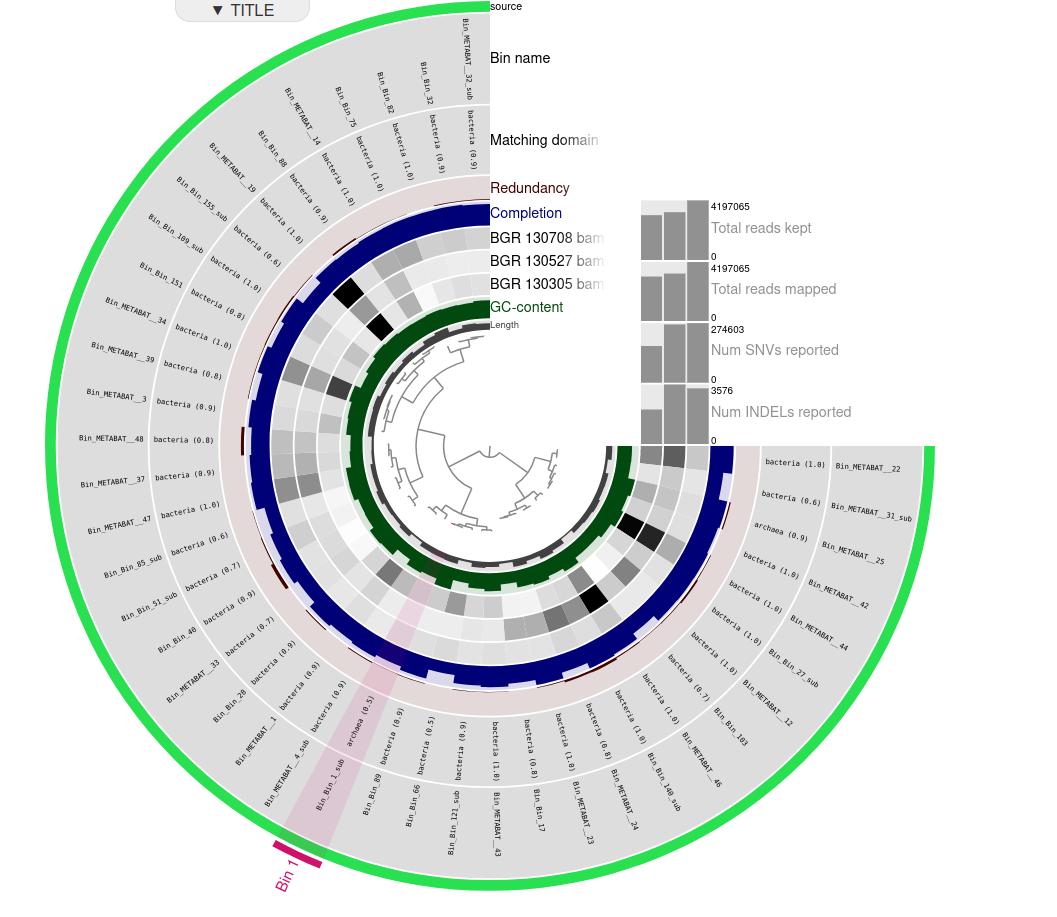 ▼ TITLE
source
Bin name
Matching domain
Redundancy
Completion
BGR 130708 bam
BGR 130527 bam
BGR 130305 bam
GC-content
Length
4197065
Total reads kept
0
4197065
Total reads mapped
0
274603
Num SNVs reported
0
3576
Num INDELs reported
0
Bin_METABAT__32_sub
bacteria (0.9)
Bin_Bin_32
bacteria (0.9)
Bin_Bin_82
bacteria (1.0)
Bin_Bin_75
bacteria (1.0)
Bin_METABAT__14
bacteria (1.0)
Bin_Bin_88
bacteria (0.9)
Bin_METABAT__19
bacteria (1.0)
Bin_Bin_155_sub
bacteria (0.6)
Bin_Bin_109_sub
bacteria (1.0)
Bin_Bin_151
bacteria (0.8)
Bin_METABAT__34
bacteria (1.0)
Bin_METABAT__39
bacteria (0.8)
Bin_METABAT__3
bacteria (0.9)
Bin_METABAT__48
bacteria (0.8)
Bin_METABAT__37
bacteria (0.9)
Bin_METABAT__47
bacteria (1.0)
Bin_Bin_85_sub
bacteria (0.6)
Bin_Bin_51_sub
bacteria (0.7)
Bin_Bin_40
bacteria (0.9)
Bin_METABAT__33
bacteria (0.7)
Bin_Bin_20
bacteria (0.9)
Bin_METABAT__1
bacteria (0.9)
Bin_METABAT__4_sub
bacteria (0.9)
Bin_Bin_1_sub
archaea (0.5)
Bin_Bin_89
bacteria (0.9)
Bin_Bin_66
bacteria (0.5)
Bin_Bin_121_sub
bacteria (0.9)
Bin_METABAT__43
bacteria (1.0)
Bin_Bin_17
bacteria (0.8)
Bin_METABAT__23
bacteria (1.0)
Bin_METABAT__24
bacteria (0.8)
Bin_Bin_140_sub
bacteria (1.0)
Bin_METABAT__46
bacteria (1.0)
Bin_Bin_103
bacteria (0.7)
Bin_METABAT__12
bacteria (1.0)
Bin_Bin_27_sub
bacteria (1.0)
Bin_METABAT__44
bacteria (1.0)
Bin_METABAT__42
bacteria (1.0)
Bin_METABAT__25
archaea (0.9)
Bin_METABAT__31_sub
bacteria (0.6)
Bin_METABAT__22
bacteria (1.0)
Bin 1